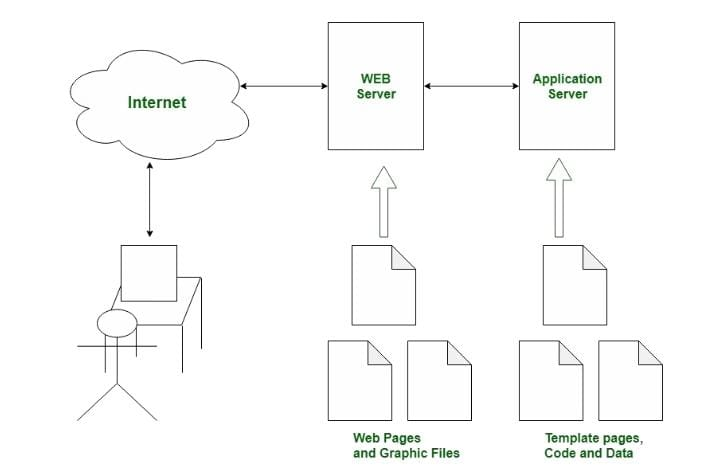 Internet
WEB
Server
Application
Server
Web Pages
and Graphic Files
Template pages,
Code and Data